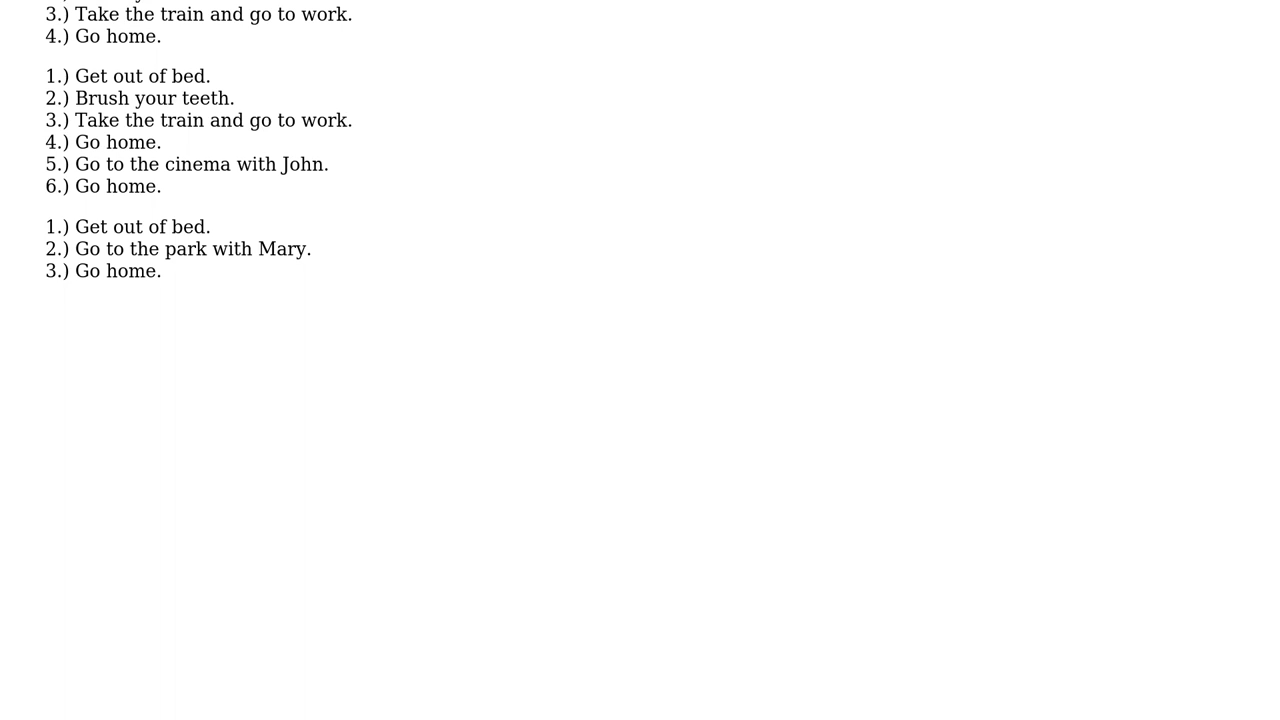 3.) Take the train and go to work.
4.) Go home.
1.) Get out of bed.
2.) Brush your teeth.
3.) Take the train and go to work.
4.) Go home.
5.) Go to the cinema with John.
6.) Go home.
1.) Get out of bed.
2.) Go to the park with Mary.
3.) Go home.